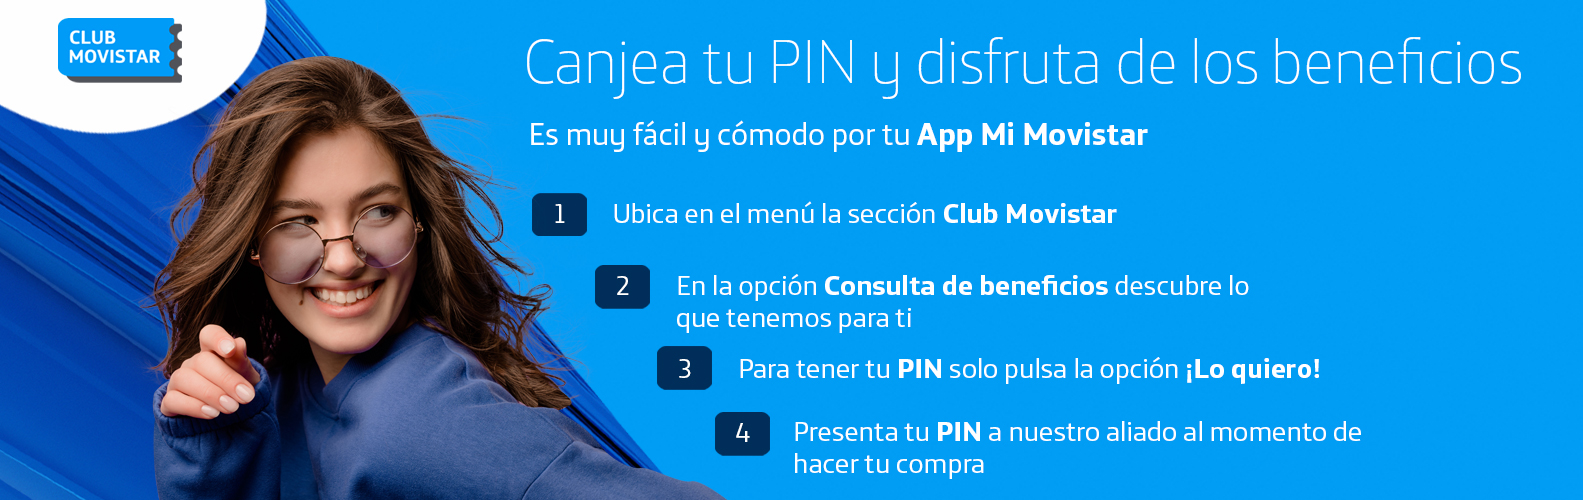 CLUB
MOVISTAR
Canjea tu PIN y disfruta de los beneficios
Es muy fácil y cómodo por tu App Mi Movistar
1 Ubica en el menú la sección Club Movistar
2 En la opción Consulta de beneficios descubre lo
que tenemos para ti
3 Para tener tu PIN solo pulsa la opción ¡Lo quiero!
4 Presenta tu PIN a nuestro aliado al momento de
hacer tu compra